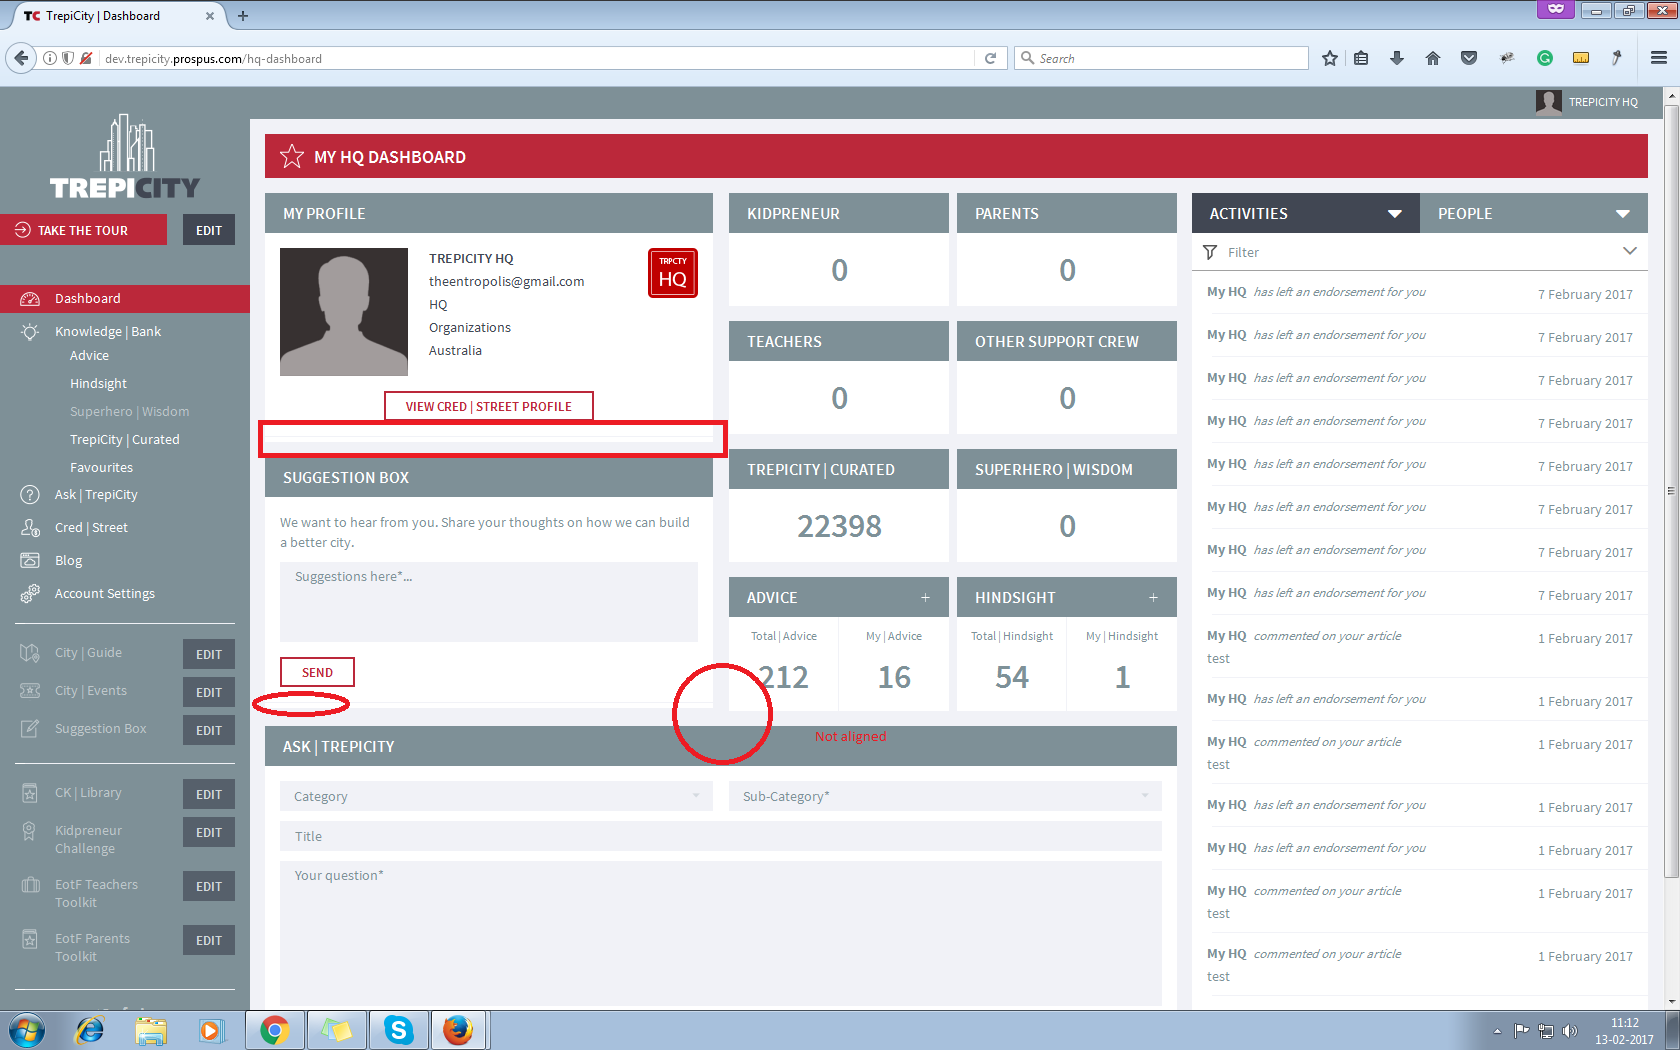 TC TrepiCity | Dashboard
dev.trepicity.prospus.com/hq-dashboard
Search
TREPICITY HQ
TREPICITY
TAKE THE TOUR
EDIT
Dashboard
Knowledge | Bank
Advice
Hindsight
Superhero | Wisdom
TrepiCity | Curated
Favourites
Ask | TrepiCity
Cred | Street
Blog
Account Settings
City | Guide
EDIT
City | Events
EDIT
Suggestion Box
EDIT
CK | Library
EDIT
Kidpreneur
Challenge
EDIT
EotF Teachers
Toolkit
EDIT
EotF Parents
Toolkit
EDIT
MY HQ DASHBOARD
MY PROFILE
TREPICITY HQ
theentropolis@gmail.com
HQ
Organizations
Australia
TRPCTY
HQ
VIEW CRED | STREET PROFILE
SUGGESTION BOX
We want to hear from you. Share your thoughts on how we can build
a better city.
Suggestions here*...
SEND
KIDPRENEUR
0
PARENTS
0
TEACHERS
0
OTHER SUPPORT CREW
0
TREPICITY | CURATED
22398
SUPERHERO | WISDOM
0
ADVICE +
Total | Advice
212
My | Advice
16
HINDSIGHT +
Total | Hindsight
54
My | Hindsight
1
Not aligned
ASK | TREPICITY
Category
Sub-Category*
Title
Your question*
ACTIVITIES
PEOPLE
Filter
My HQ has left an endorsement for you 7 February 2017
My HQ has left an endorsement for you 7 February 2017
My HQ has left an endorsement for you 7 February 2017
My HQ has left an endorsement for you 7 February 2017
My HQ has left an endorsement for you 7 February 2017
My HQ has left an endorsement for you 7 February 2017
My HQ has left an endorsement for you 7 February 2017
My HQ has left an endorsement for you 7 February 2017
My HQ commented on your article 1 February 2017
test
My HQ has left an endorsement for you 1 February 2017
My HQ commented on your article 1 February 2017
test
My HQ has left an endorsement for you 1 February 2017
My HQ has left an endorsement for you 1 February 2017
My HQ commented on your article 1 February 2017
test
My HQ commented on your article 1 February 2017
test
11:12
13-02-2017